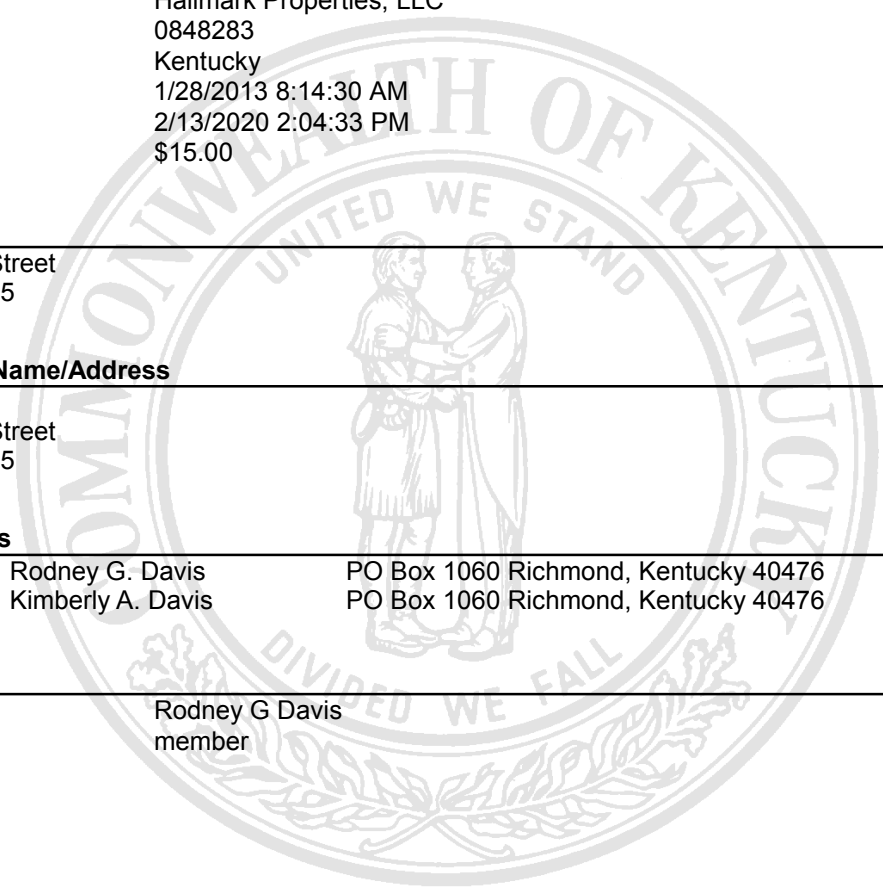 Hallmark Properties, LLC
0848283
Kentucky
1/28/2013 8:14:30 AM
2/13/2020 2:04:33 PM
$15.00
Street
5
Name/Address
Street
5
s
Rodney G. Davis PO Box 1060 Richmond, Kentucky 40476
Kimberly A. Davis PO Box 1060 Richmond, Kentucky 40476
Rodney G Davis
member
COMMONWEALTH OF KENTUCKY
UNITED WE STAND
DIVIDED WE FALL